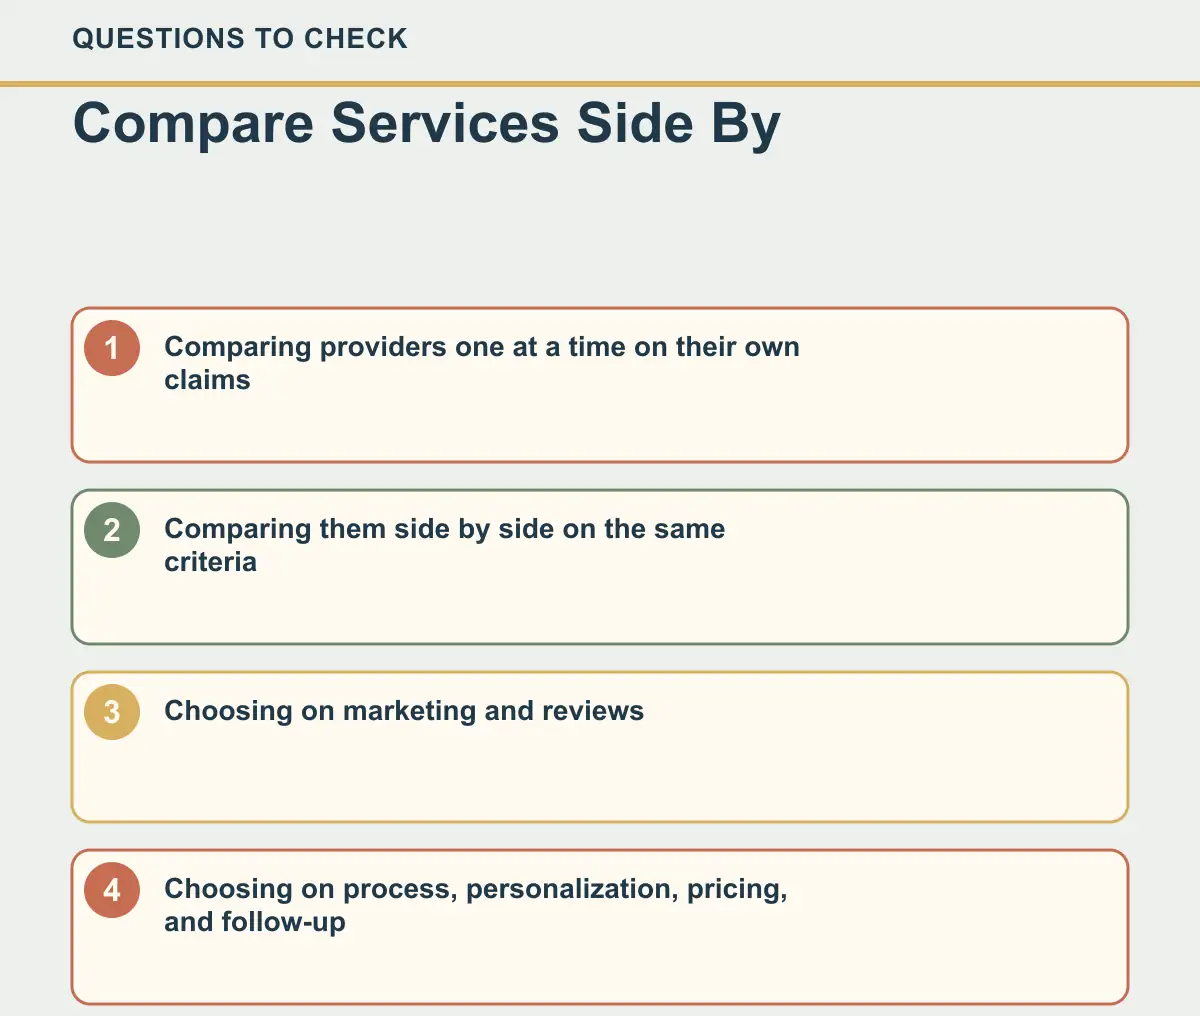 QUESTIONS TO CHECK
Compare Services Side By
1
Comparing providers one at a time on their own
claims
2
Comparing them side by side on the same
criteria
3
Choosing on marketing and reviews
4
Choosing on process, personalization, pricing,
and follow-up